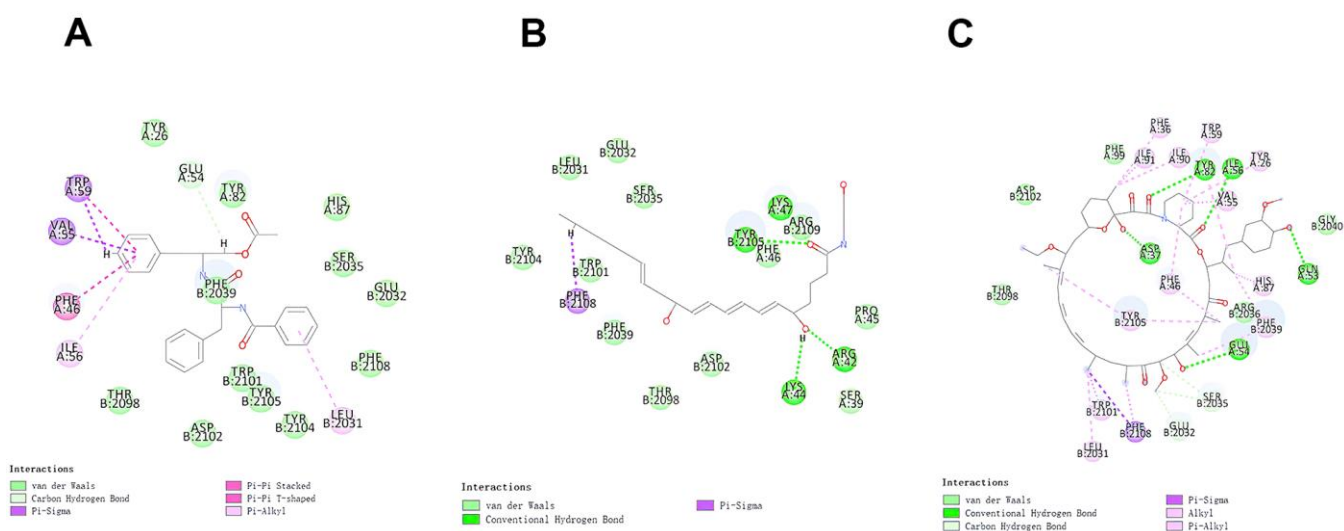 A
TYR
A:26
GLU
A:54
TRP
A:59
TYR
A:82
HIS
A:87
VAL
A:55
H
H
O
O
N
O
SER
B:2035
PHE
B:2039
GLU
B:2032
PHE
A:46
N
O
ILE
A:56
PHE
B:2108
TRP
B:2101
THR
B:2098
TYR
B:2105
LEU
B:2031
TYR
B:2104
ASP
B:2102
Interactions
van der Waals
Carbon Hydrogen Bond
Pi-Sigma
Pi-Pi Stacked
Pi-Pi T-shaped
Pi-Alkyl
B
GLU
B:2032
LEU
B:2031
SER
B:2035
LYS
A:47
ARG
B:2109
TYR
B:2105
PHE
A:46
O
O
N
H
TYR
B:2104
TRP
B:2101
PHE
B:2108
PHE
B:2039
O
O
H
PRO
A:45
ARG
A:42
ASP
B:2102
LYS
A:44
THR
B:2098
SER
A:39
Interactions
van der Waals
Conventional Hydrogen Bond
Pi-Sigma
C
PHE
A:36
TRP
A:59
PHE
A:99
ILE
A:91
ILE
A:90
TYR
A:82
ILE
A:56
TYR
A:26
ASP
B:2102
VAL
A:55
GLY
B:2040
ASP
A:37
GLN
A:53
PHE
A:46
HIS
A:87
THR
B:2098
ARG
B:2036
TYR
B:2105
PHE
B:2039
GLU
A:54
SER
B:2035
TRP
B:2101
PHE
B:2108
GLU
B:2032
LEU
B:2031
Interactions
van der Waals
Conventional Hydrogen Bond
Carbon Hydrogen Bond
Pi-Sigma
Alkyl
Pi-Alkyl